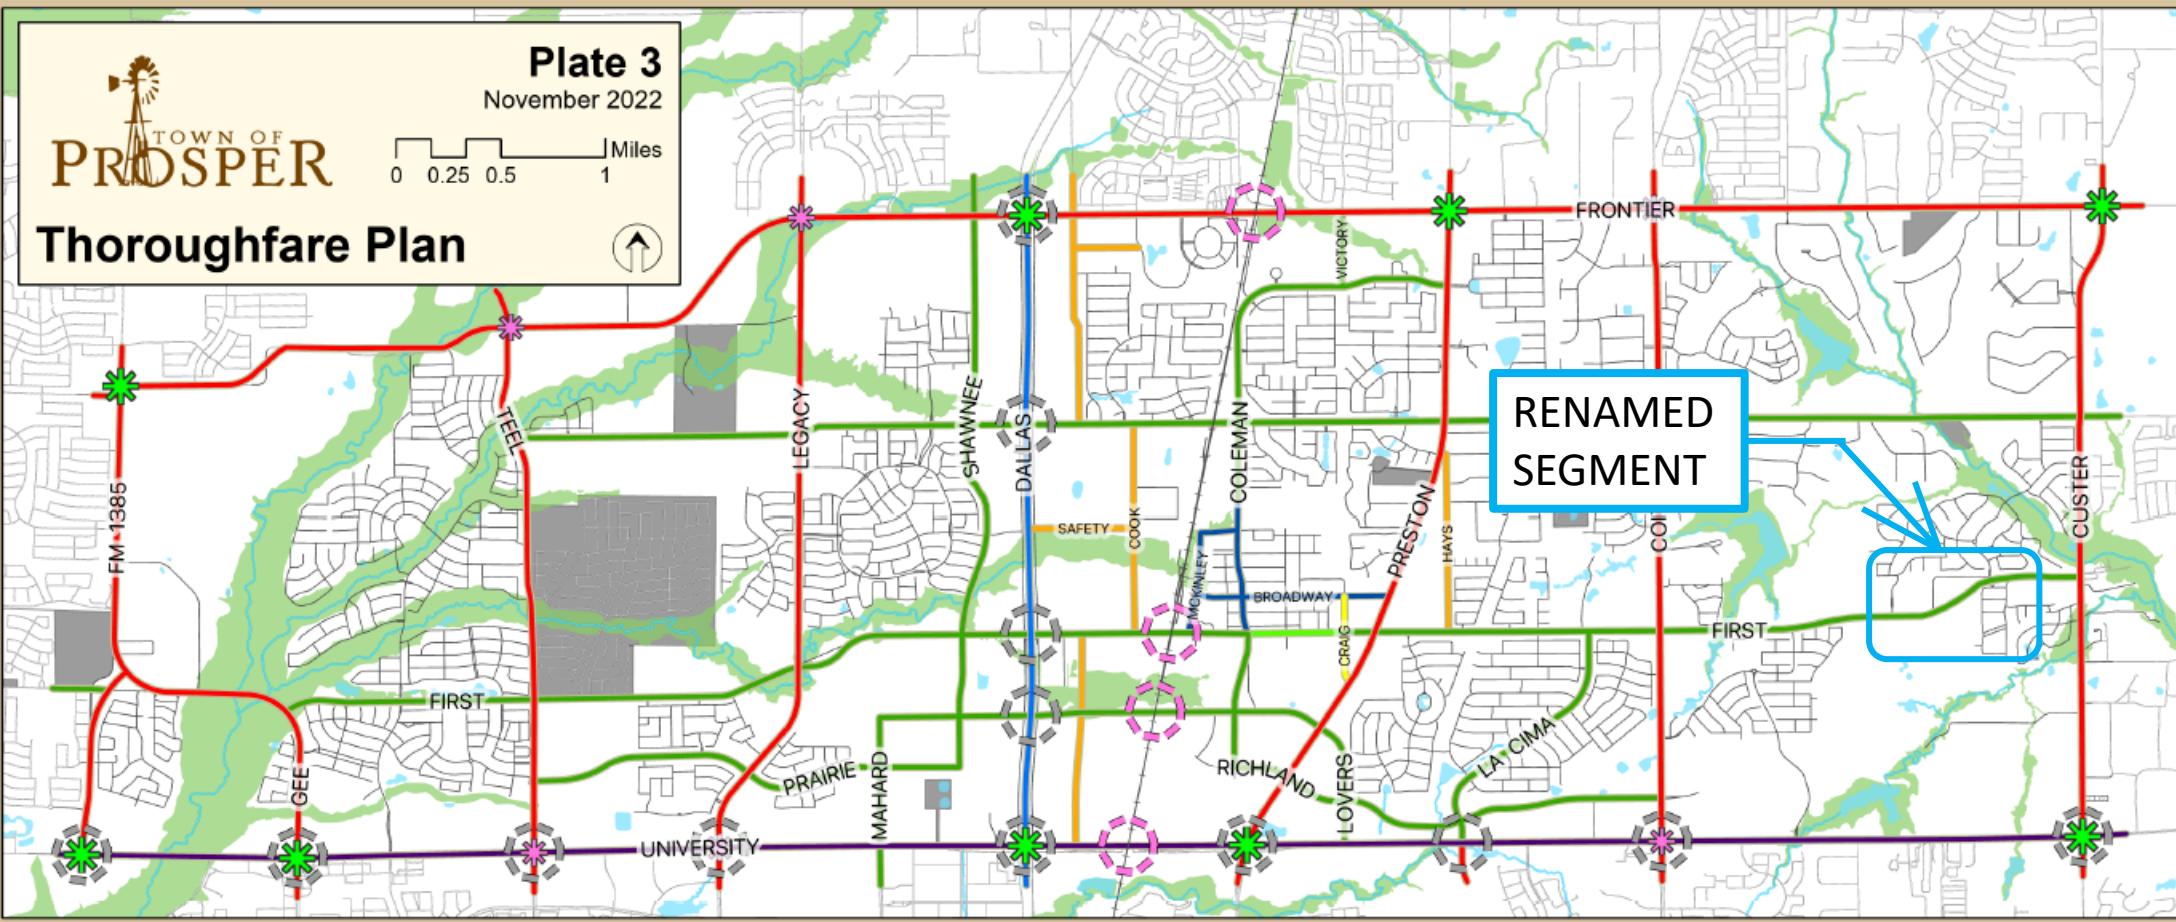 Plate 3
November 2022
TOWN OF
PROSPER
Miles
0 0.25 0.5 1
Thoroughfare Plan
FRONTIER
VICTORY
TEEL
LEGACY
SHAWNEE
DALLAS
COLEMAN
RENAMED
SEGMENT
FM 1385
SAFETY
COOK
PRESTON
HAYS
CUSTER
MCKINLEY
BROADWAY
CRAIG
FIRST
FIRST
GEE
PRAIRIE
MAHARD
RICHLAND
LOVERS
LA CIMA
UNIVERSITY